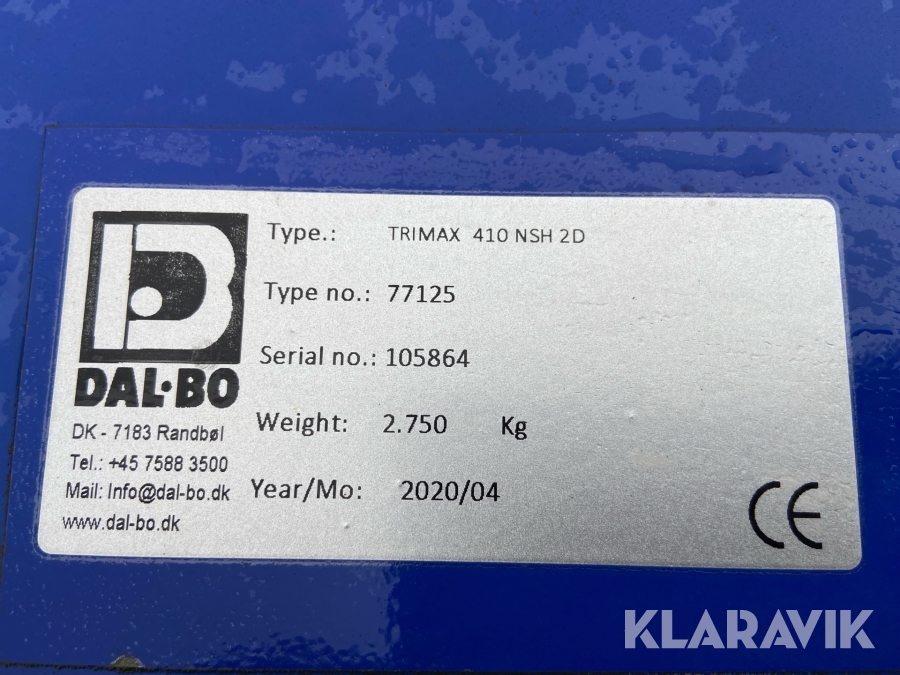 Type.: TRIMAX 410 NSH 2D
Type no.: 77125
Serial no.: 105864
Weight: 2.750 Kg
Year/Mo: 2020/04
DAL·BO
DK - 7183 Randbøl
Tel.: +45 7588 3500
Mail: Info@dal-bo.dk
www.dal-bo.dk
CE
KLARAVIK